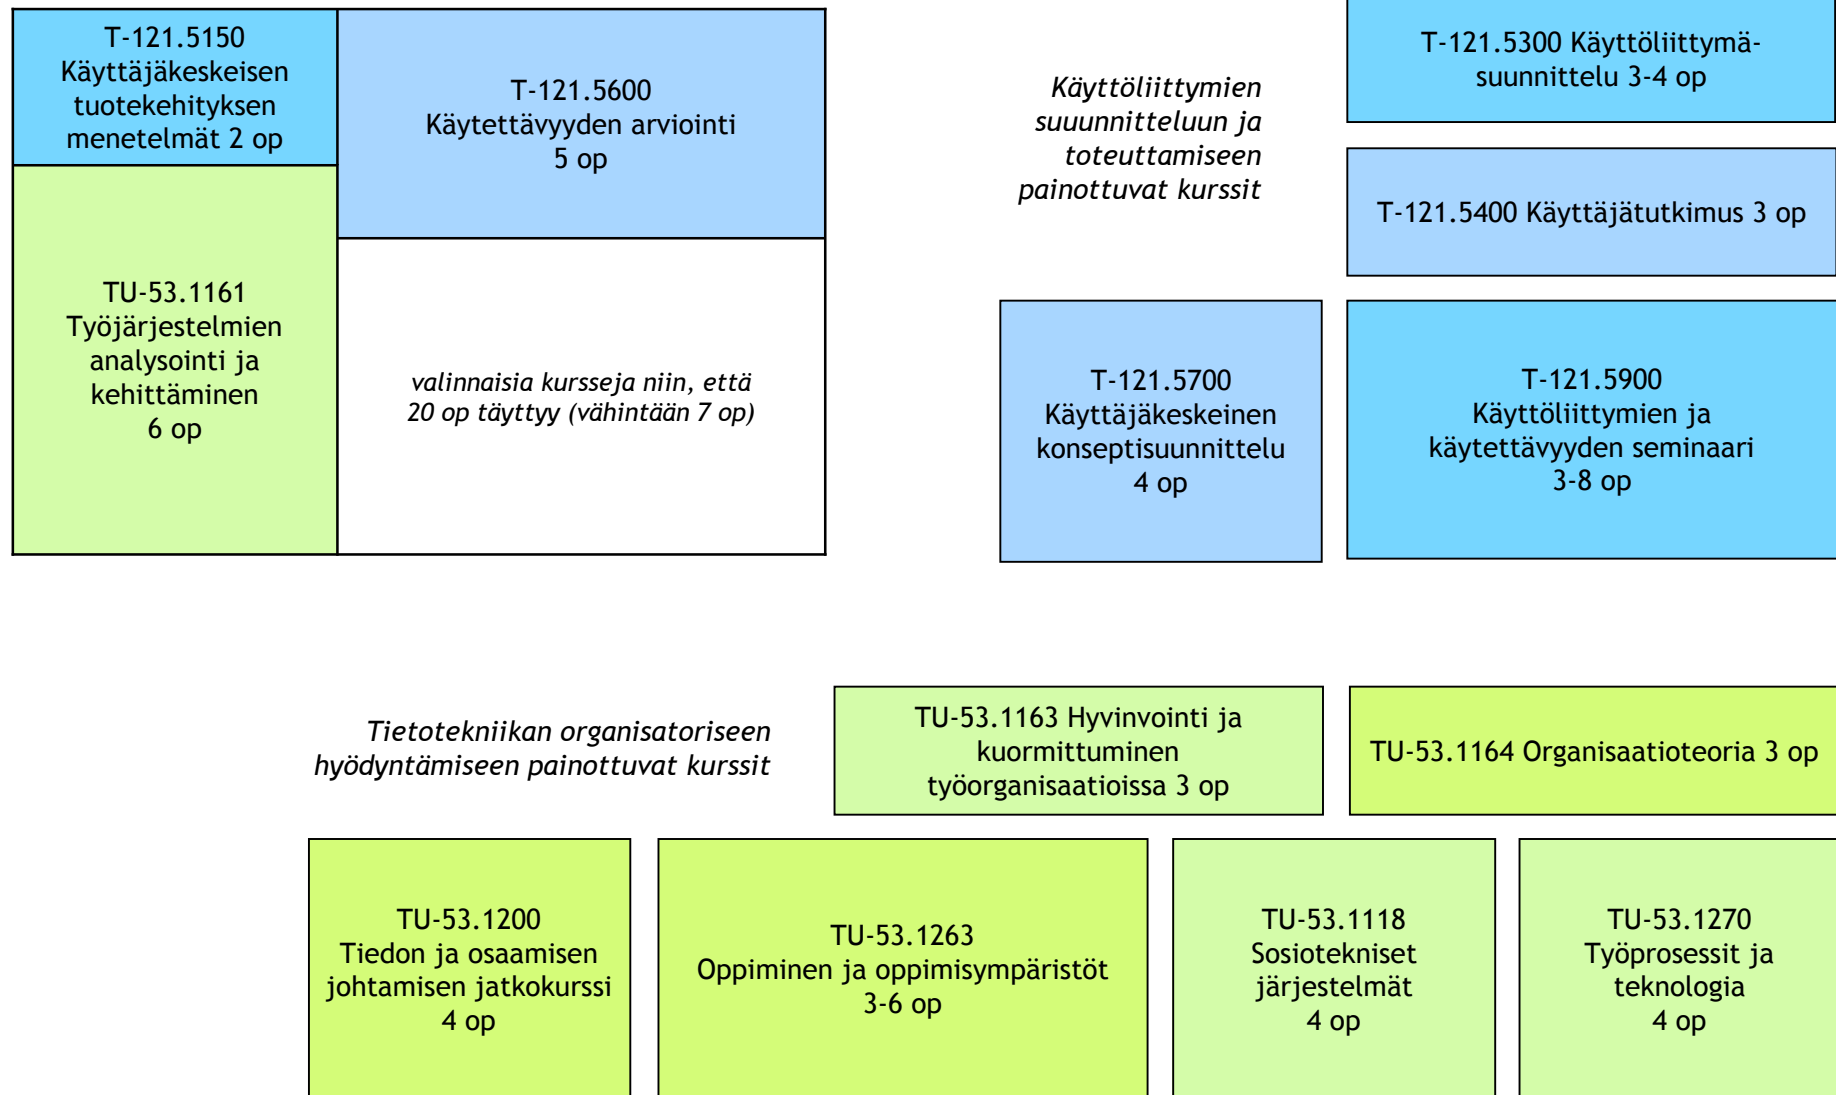 T-121.5150
Käyttäjäkeskeisen
tuotekehityksen
menetelmät 2 op
T-121.5600
Käytettävyyden arviointi
5 op
TU-53.1161
Työjärjestelmien
analysointi ja
kehittäminen
6 op
valinnaisia kursseja niin, että
20 op täyttyy (vähintään 7 op)
Käyttöliittymien
suuunnitteluun ja
toteuttamiseen
painottuvat kurssit
T-121.5300 Käyttöliittymä-
suunnittelu 3-4 op
T-121.5400 Käyttäjätutkimus 3 op
T-121.5700
Käyttäjäkeskeinen
konseptisuunnittelu
4 op
T-121.5900
Käyttöliittymien ja
käytettävyyden seminaari
3-8 op
Tietotekniikan organisatoriseen
hyödyntämiseen painottuvat kurssit
TU-53.1163 Hyvinvointi ja
kuormittuminen
työorganisaatioissa 3 op
TU-53.1164 Organisaatioteoria 3 op
TU-53.1200
Tiedon ja osaamisen
johtamisen jatkokurssi
4 op
TU-53.1263
Oppiminen ja oppimisympäristöt
3-6 op
TU-53.1118
Sosiotekniset
järjestelmät
4 op
TU-53.1270
Työprosessit ja
teknologia
4 op